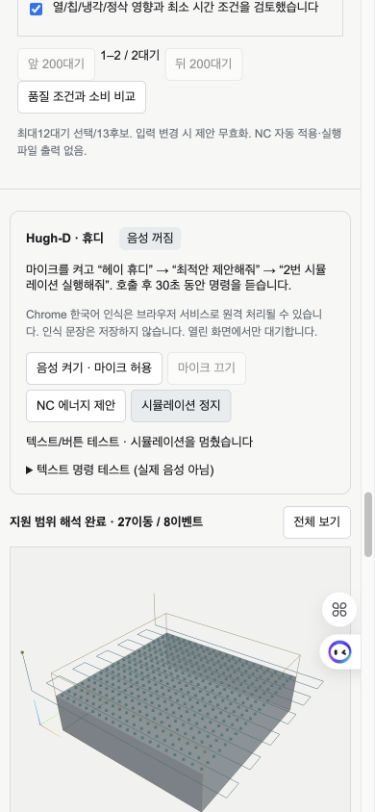 열/칩/냉각/정삭 영향과 최소 시간 조건을 검토했습니다
앞 200대기
1–2 / 2대기
뒤 200대기
품질 조건과 소비 비교
최대12대기 선택/13후보. 입력 변경 시 제안 무효화. NC 자동 적용·실행
파일 출력 없음.
Hugh-D · 휴디
음성 꺼짐
마이크를 켜고 “헤이 휴디” → “최적안 제안해줘” → “2번 시뮬
레이션 실행해줘”. 호출 후 30초 동안 명령을 듣습니다.
Chrome 한국어 인식은 브라우저 서비스로 원격 처리될 수 있습니
다. 인식 문장은 저장하지 않습니다. 열린 화면에서만 대기합니다.
음성 켜기 · 마이크 허용
마이크 끄기
NC 에너지 제안
시뮬레이션 정지
텍스트/버튼 테스트 · 시뮬레이션을 멈췄습니다
▶ 텍스트 명령 테스트 (실제 음성 아님)
지원 범위 해석 완료 · 27이동 / 8이벤트
전체 보기